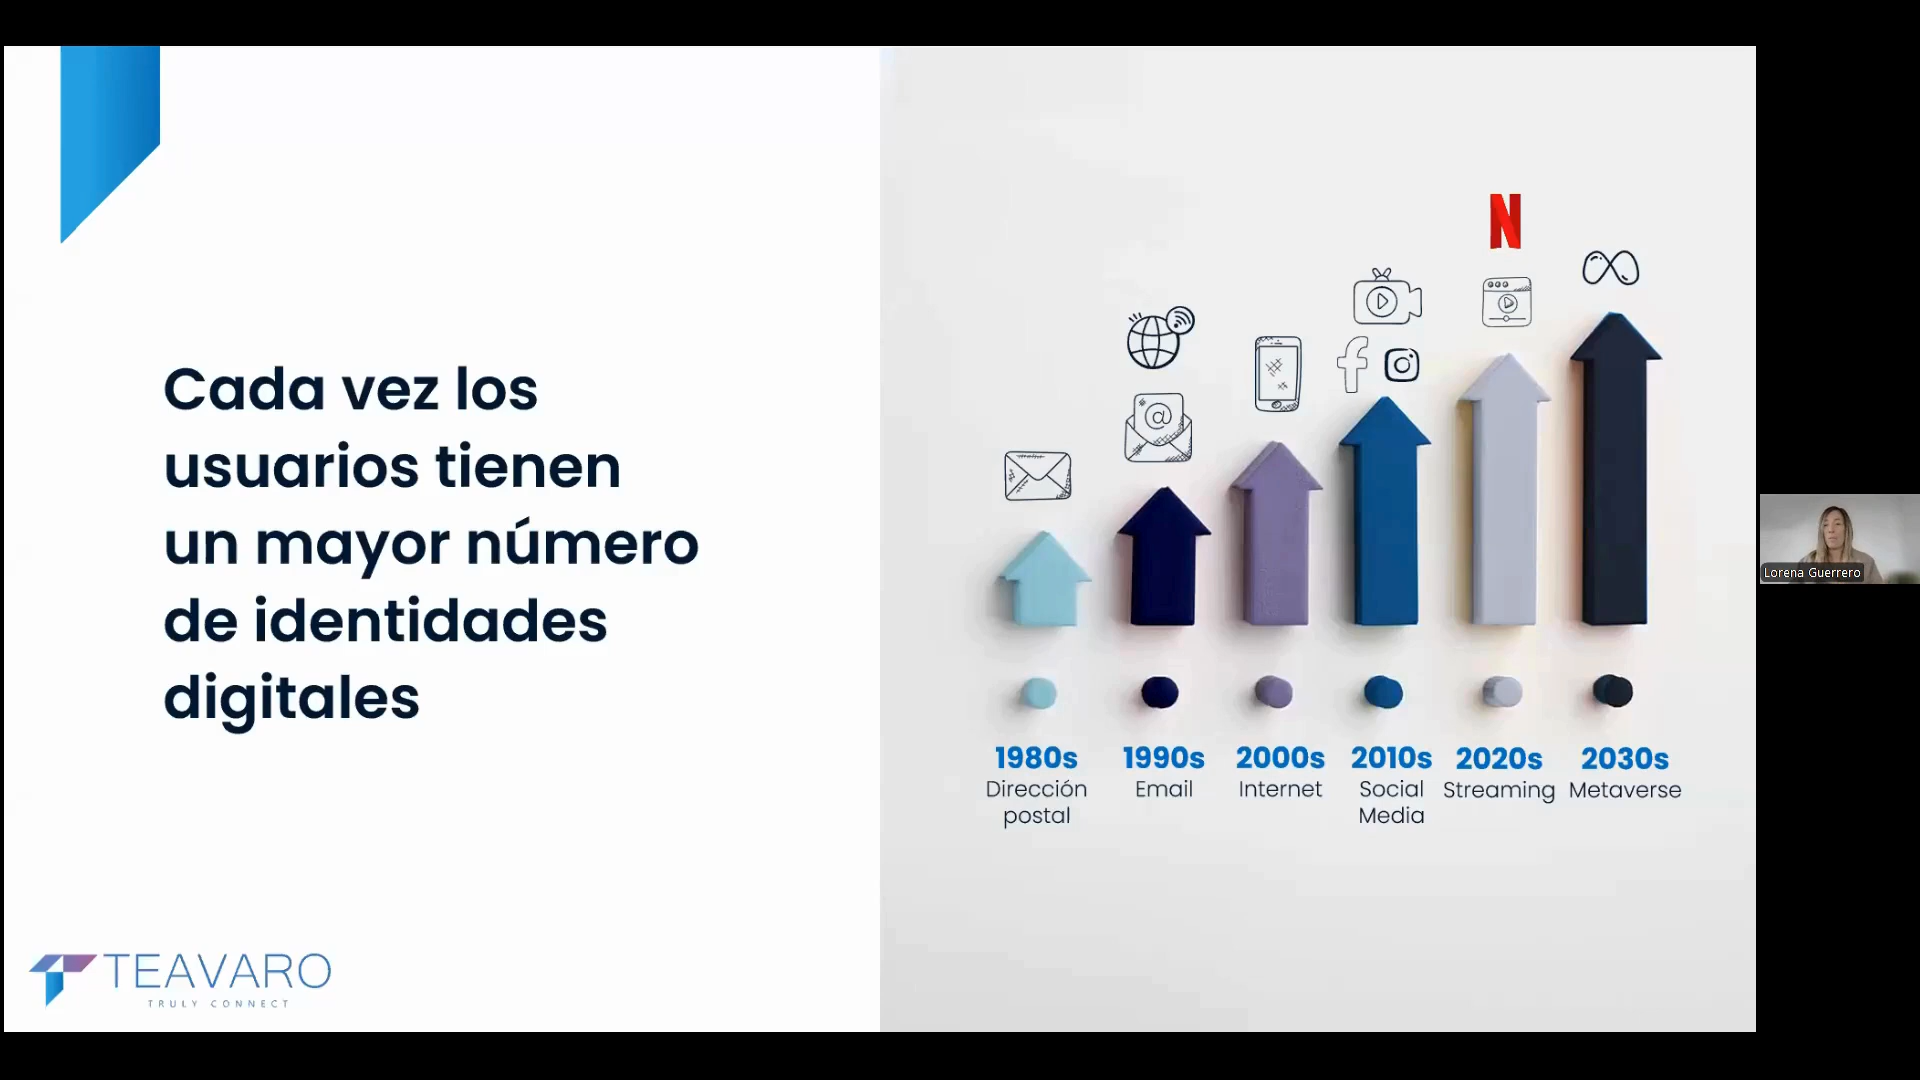 Cada vez los
usuarios tienen
un mayor número
de identidades
digitales
TEAVARO
TRULY CONNECT
N
@
1980s
Dirección
postal
1990s
Email
2000s
Internet
2010s
Social
Media
2020s
Streaming
2030s
Metaverse
Lorena Guerrero